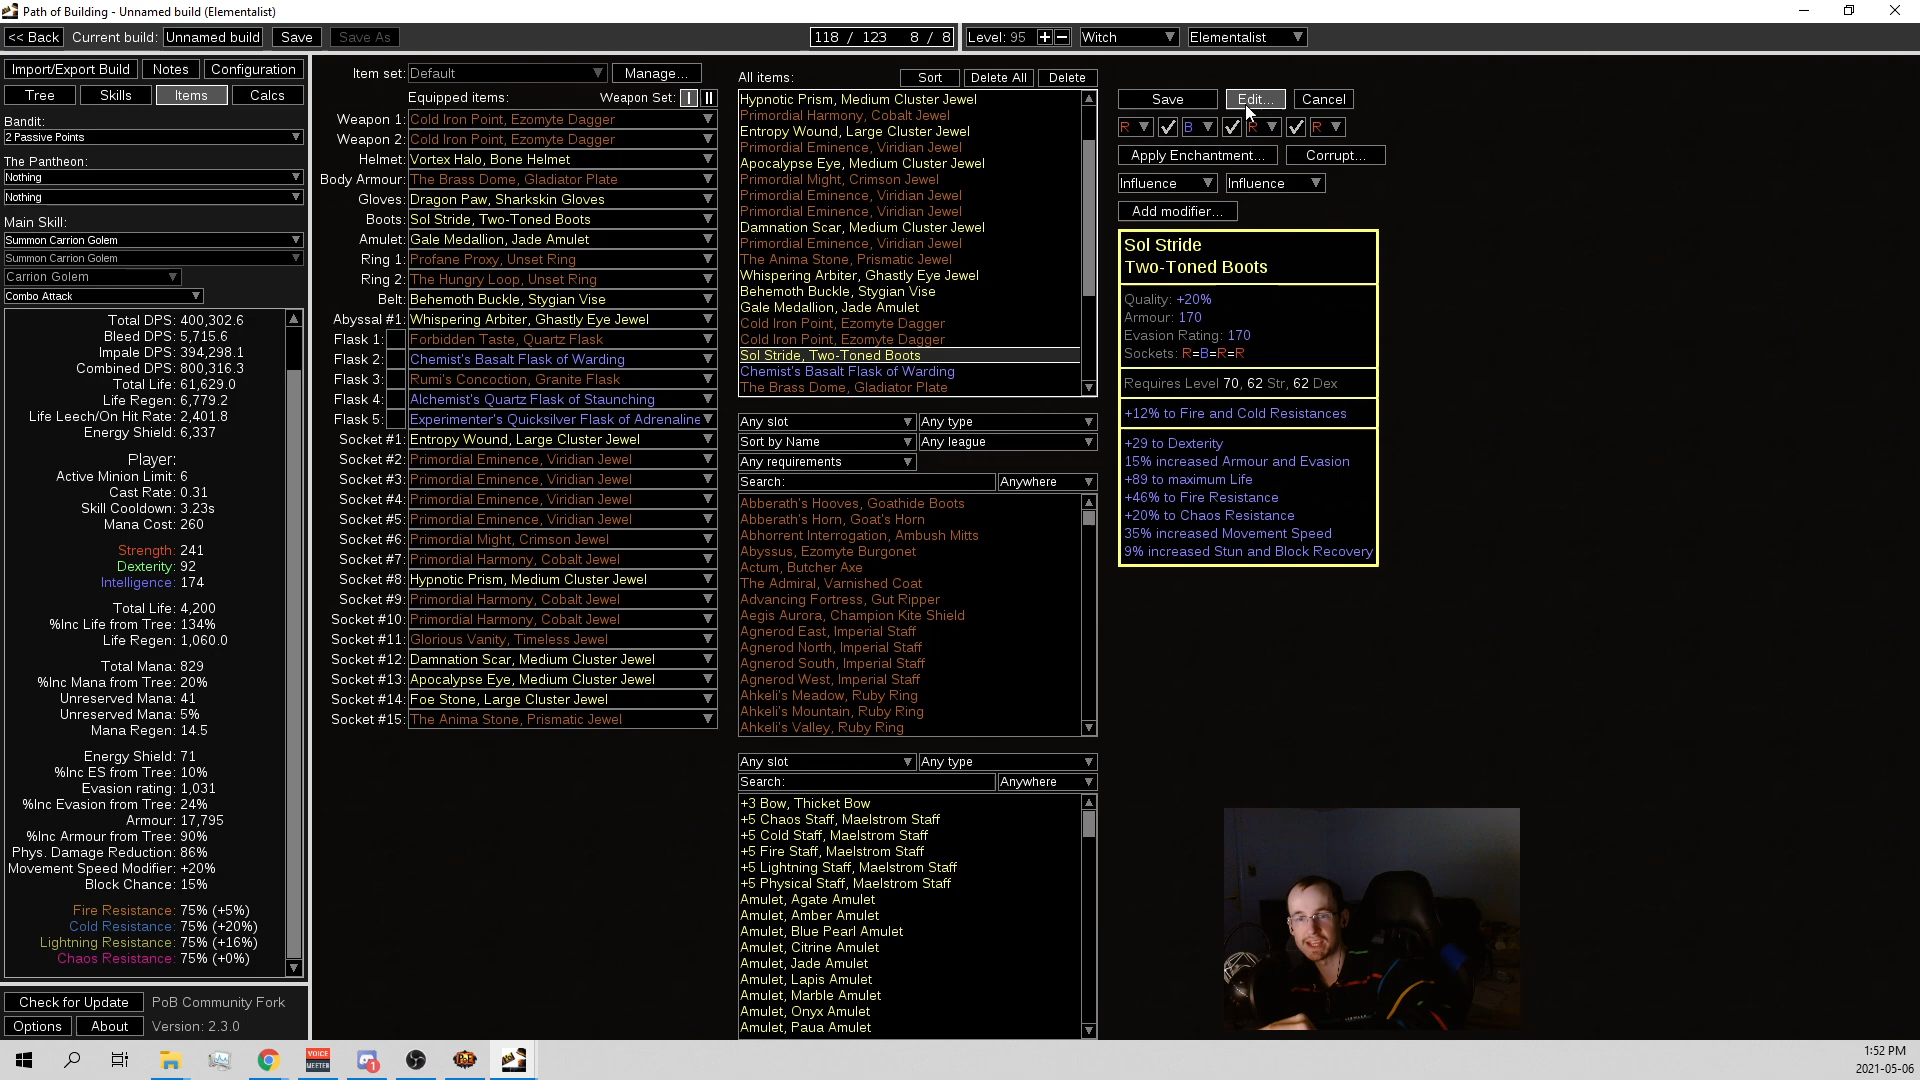 Path of Building - Unnamed build (Elementalist)
<< Back Current build: Unnamed build Save Save As 118 / 123 8 / 8 Level: 95 Witch Elementalist
Import/Export Build Notes Configuration
Tree Skills Items Calcs
Bandit:
2 Passive Points
The Pantheon:
Nothing
Nothing
Main Skill:
Summon Carrion Golem
Summon Carrion Golem
Carrion Golem
Combo Attack
Total DPS: 400,302.6
Bleed DPS: 5,715.6
Impale DPS: 394,298.1
Combined DPS: 800,316.3
Total Life: 61,629.0
Life Regen: 6,779.2
Life Leech/On Hit Rate: 2,401.8
Energy Shield: 6,337
Player:
Active Minion Limit: 6
Cast Rate: 0.31
Skill Cooldown: 3.23s
Mana Cost: 260
Strength: 241
Dexterity: 92
Intelligence: 174
Total Life: 4,200
%Inc Life from Tree: 134%
Life Regen: 1,060.0
Total Mana: 829
%Inc Mana from Tree: 20%
Unreserved Mana: 41
Unreserved Mana: 5%
Mana Regen: 14.5
Energy Shield: 71
%Inc ES from Tree: 10%
Evasion rating: 1,031
%Inc Evasion from Tree: 24%
Armour: 17,795
%Inc Armour from Tree: 90%
Phys. Damage Reduction: 86%
Movement Speed Modifier: +20%
Block Chance: 15%
Fire Resistance: 75% (+5%)
Cold Resistance: 75% (+20%)
Lightning Resistance: 75% (+16%)
Chaos Resistance: 75% (+0%)
Check for Update PoB Community Fork
Options About Version: 2.3.0
Item set: Default Manage...
Equipped items: Weapon Set: I II
Weapon 1: Cold Iron Point, Ezomyte Dagger
Weapon 2: Cold Iron Point, Ezomyte Dagger
Helmet: Vortex Halo, Bone Helmet
Body Armour: The Brass Dome, Gladiator Plate
Gloves: Dragon Paw, Sharkskin Gloves
Boots: Sol Stride, Two-Toned Boots
Amulet: Gale Medallion, Jade Amulet
Ring 1: Profane Proxy, Unset Ring
Ring 2: The Hungry Loop, Unset Ring
Belt: Behemoth Buckle, Stygian Vise
Abyssal #1: Whispering Arbiter, Ghastly Eye Jewel
Flask 1: Forbidden Taste, Quartz Flask
Flask 2: Chemist's Basalt Flask of Warding
Flask 3: Rumi's Concoction, Granite Flask
Flask 4: Alchemist's Quartz Flask of Staunching
Flask 5: Experimenter's Quicksilver Flask of Adrenaline
Socket #1: Entropy Wound, Large Cluster Jewel
Socket #2: Primordial Eminence, Viridian Jewel
Socket #3: Primordial Eminence, Viridian Jewel
Socket #4: Primordial Eminence, Viridian Jewel
Socket #5: Primordial Eminence, Viridian Jewel
Socket #6: Primordial Might, Crimson Jewel
Socket #7: Primordial Harmony, Cobalt Jewel
Socket #8: Hypnotic Prism, Medium Cluster Jewel
Socket #9: Primordial Harmony, Cobalt Jewel
Socket #10: Primordial Harmony, Cobalt Jewel
Socket #11: Glorious Vanity, Timeless Jewel
Socket #12: Damnation Scar, Medium Cluster Jewel
Socket #13: Apocalypse Eye, Medium Cluster Jewel
Socket #14: Foe Stone, Large Cluster Jewel
Socket #15: The Anima Stone, Prismatic Jewel
All items: Sort Delete All Delete
Hypnotic Prism, Medium Cluster Jewel
Primordial Harmony, Cobalt Jewel
Entropy Wound, Large Cluster Jewel
Primordial Eminence, Viridian Jewel
Apocalypse Eye, Medium Cluster Jewel
Primordial Might, Crimson Jewel
Primordial Eminence, Viridian Jewel
Primordial Eminence, Viridian Jewel
Damnation Scar, Medium Cluster Jewel
Primordial Eminence, Viridian Jewel
The Anima Stone, Prismatic Jewel
Whispering Arbiter, Ghastly Eye Jewel
Behemoth Buckle, Stygian Vise
Gale Medallion, Jade Amulet
Cold Iron Point, Ezomyte Dagger
Cold Iron Point, Ezomyte Dagger
Sol Stride, Two-Toned Boots
Chemist's Basalt Flask of Warding
The Brass Dome, Gladiator Plate
Any slot Any type
Sort by Name Any league
Any requirements
Search: Anywhere
Abberath's Hooves, Goathide Boots
Abberath's Horn, Goat's Horn
Abhorrent Interrogation, Ambush Mitts
Abyssus, Ezomyte Burgonet
Actum, Butcher Axe
The Admiral, Varnished Coat
Advancing Fortress, Gut Ripper
Aegis Aurora, Champion Kite Shield
Agnerod East, Imperial Staff
Agnerod North, Imperial Staff
Agnerod South, Imperial Staff
Agnerod West, Imperial Staff
Ahkeli's Meadow, Ruby Ring
Ahkeli's Mountain, Ruby Ring
Ahkeli's Valley, Ruby Ring
Any slot Any type
Search: Anywhere
+3 Bow, Thicket Bow
+5 Chaos Staff, Maelstrom Staff
+5 Cold Staff, Maelstrom Staff
+5 Fire Staff, Maelstrom Staff
+5 Lightning Staff, Maelstrom Staff
+5 Physical Staff, Maelstrom Staff
Amulet, Agate Amulet
Amulet, Amber Amulet
Amulet, Blue Pearl Amulet
Amulet, Citrine Amulet
Amulet, Jade Amulet
Amulet, Lapis Amulet
Amulet, Marble Amulet
Amulet, Onyx Amulet
Amulet, Paua Amulet
Save Edit... Cancel
R B R R
Apply Enchantment... Corrupt...
Influence Influence
Add modifier...
Sol Stride
Two-Toned Boots
Quality: +20%
Armour: 170
Evasion Rating: 170
Sockets: R=B=R=R
Requires Level 70, 62 Str, 62 Dex
+12% to Fire and Cold Resistances
+29 to Dexterity
15% increased Armour and Evasion
+89 to maximum Life
+46% to Fire Resistance
+20% to Chaos Resistance
35% increased Movement Speed
9% increased Stun and Block Recovery
VOICE
MEETER
1
PoE
1:52 PM
2021-05-06